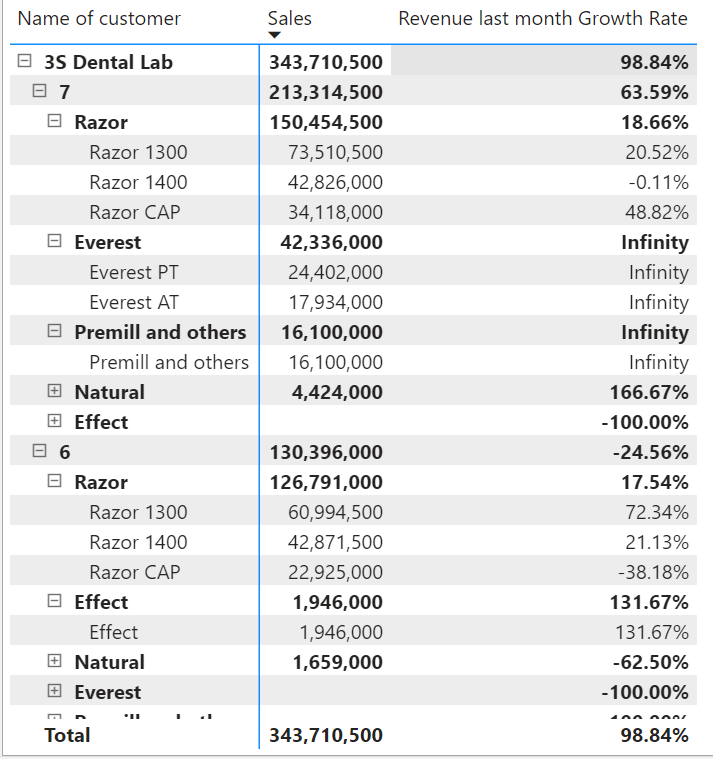 Name of customer Sales Revenue last month Growth Rate
3S Dental Lab 343,710,500 98.84%
7 213,314,500 63.59%
Razor 150,454,500 18.66%
Razor 1300 73,510,500 20.52%
Razor 1400 42,826,000 -0.11%
Razor CAP 34,118,000 48.82%
Everest 42,336,000 Infinity
Everest PT 24,402,000 Infinity
Everest AT 17,934,000 Infinity
Premill and others 16,100,000 Infinity
Premill and others 16,100,000 Infinity
Natural 4,424,000 166.67%
Effect -100.00%
6 130,396,000 -24.56%
Razor 126,791,000 17.54%
Razor 1300 60,994,500 72.34%
Razor 1400 42,871,500 21.13%
Razor CAP 22,925,000 -38.18%
Effect 1,946,000 131.67%
Effect 1,946,000 131.67%
Natural 1,659,000 -62.50%
Everest -100.00%
Total 343,710,500 98.84%